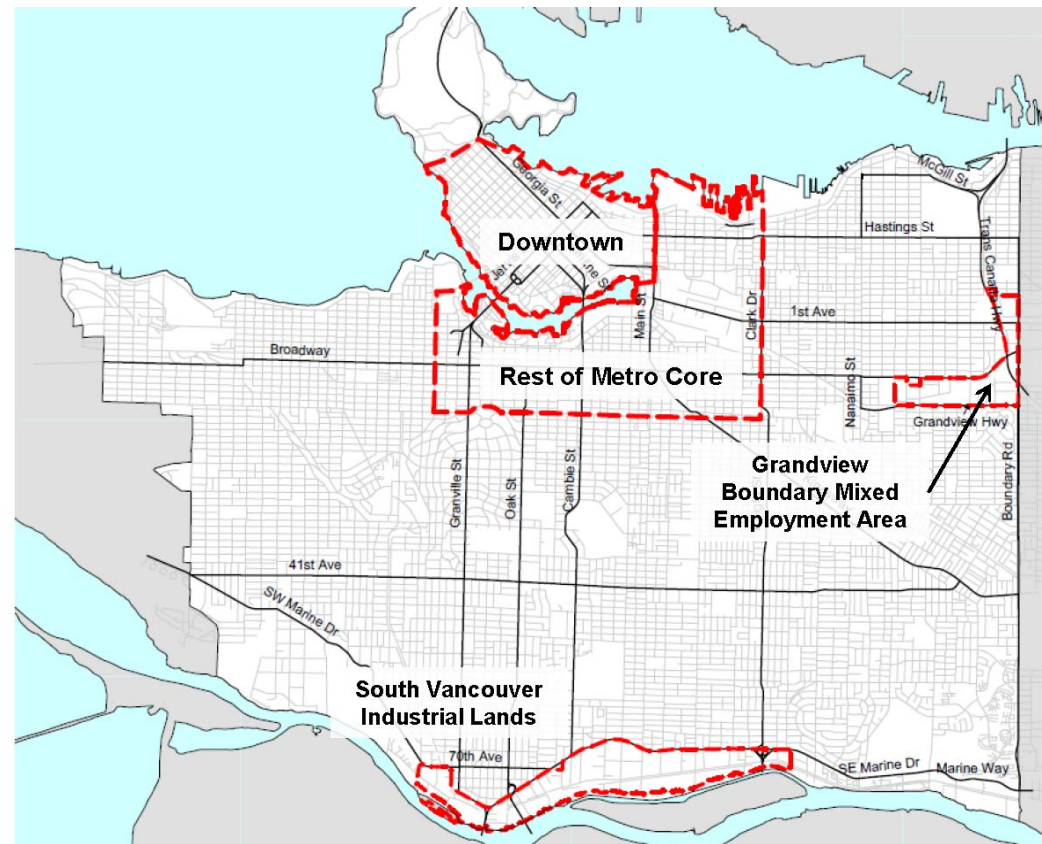 McGill St
Georgia St
Hastings St
Trans Canada Hwy
Downtown
Main St
Clark Dr
1st Ave
Broadway
Rest of Metro Core
Nanaimo St
Grandview Hwy
Granville St
Oak St
Cambie St
Boundary Rd
Grandview
Boundary Mixed
Employment Area
41st Ave
SW Marine Dr
South Vancouver
Industrial Lands
70th Ave
SE Marine Dr
Marine Way